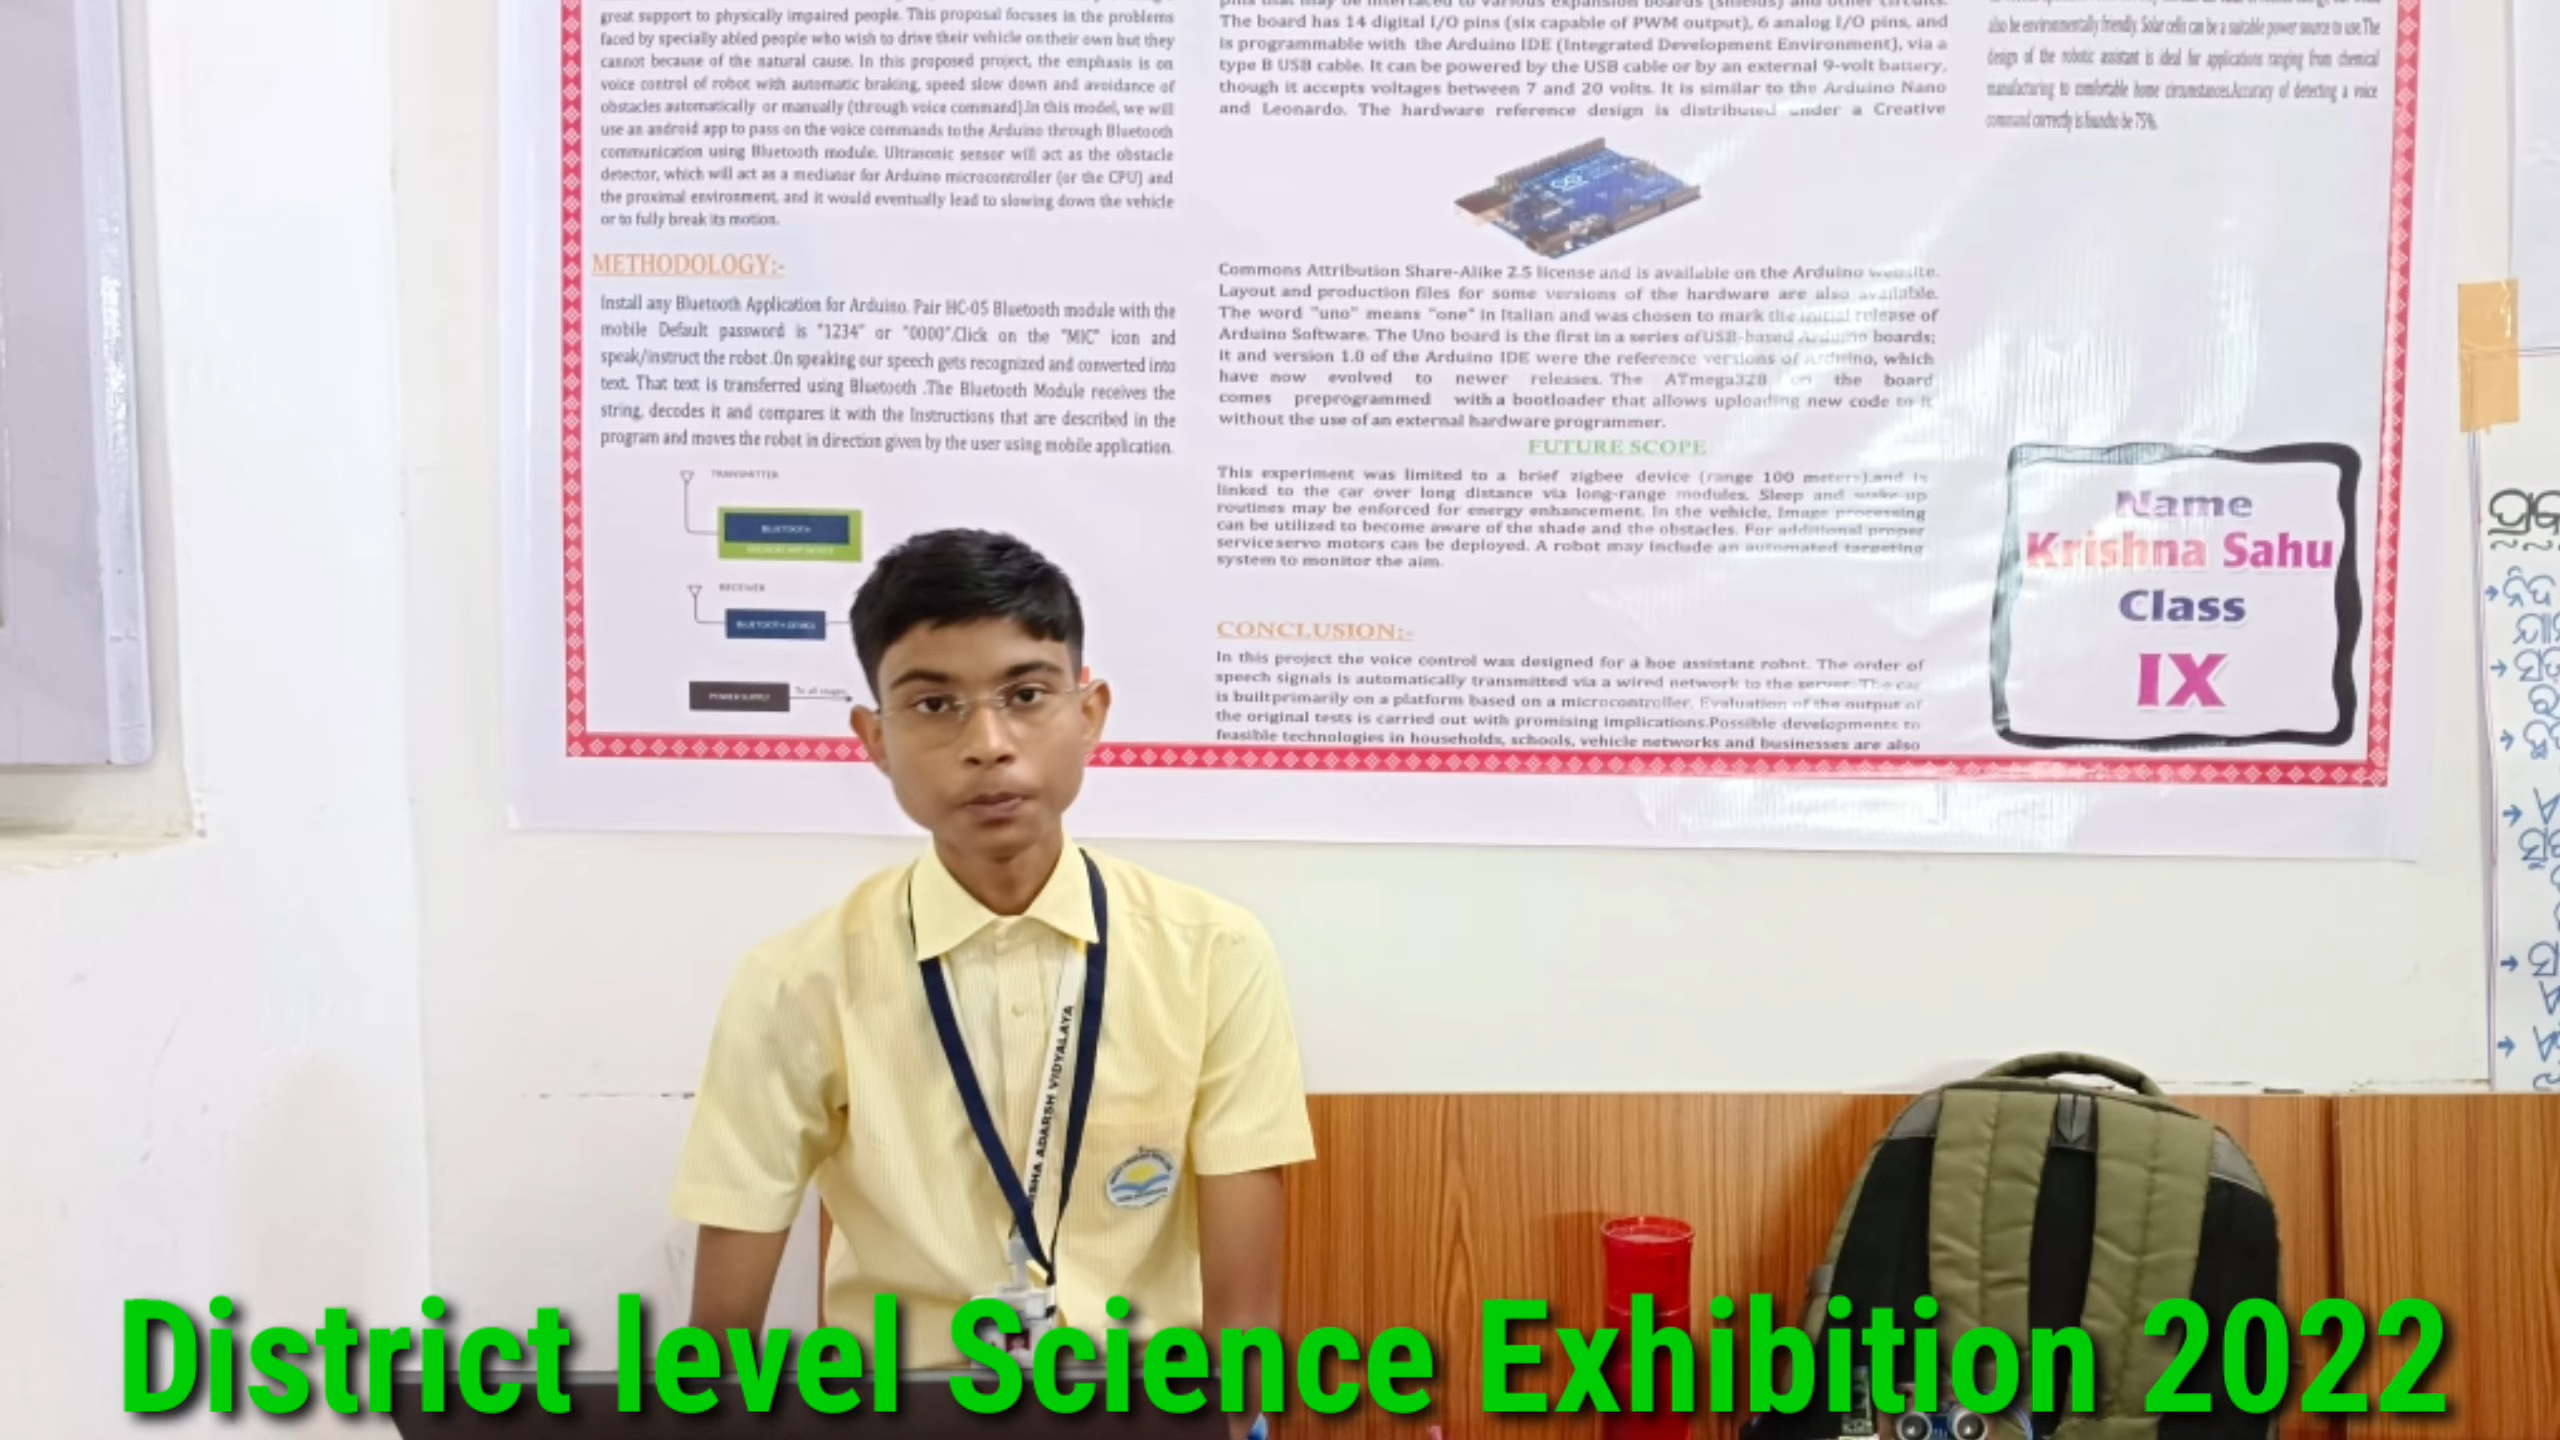 great support to physically impaired people. This proposal focuses in the problems
faced by specially abled people who wish to drive their vehicle on their own but they
cannot because of the natural cause. In this proposed project, the emphasis is on
voice control of robot with automatic braking, speed slow down and avoidance of
obstacles automatically or manually (through voice command).In this model, we will
use an android app to pass on the voice commands to the Arduino through Bluetooth
communication using Bluetooth module. Ultrasonic sensor will act as the obstacle
detector, which will act as a mediator for Arduino microcontroller (or the CPU) and
the proximal environment, and it would eventually lead to slowing down the vehicle
or to fully break its motion.
METHODOLOGY:-
Install any Bluetooth Application for Arduino. Pair HC-05 Bluetooth module with the
mobile Default password is "1234" or "0000".Click on the "MIC" icon and
speak/instruct the robot .On speaking our speech gets recognized and converted into
text. That text is transferred using Bluetooth .The Bluetooth Module receives the
string, decodes it and compares it with the Instructions that are described in the
program and moves the robot in direction given by the user using mobile application.
TRANSMITTER
BLUETOOTH
RECEIVER
BLUETOOTH DEVICE
POWER SUPPLY
To all stages
pins that may be interfaced to various expansion boards (shields) and other circuits.
The board has 14 digital I/O pins (six capable of PWM output), 6 analog I/O pins, and
is programmable with the Arduino IDE (Integrated Development Environment), via a
type B USB cable. It can be powered by the USB cable or by an external 9-volt battery,
though it accepts voltages between 7 and 20 volts. It is similar to the Arduino Nano
and Leonardo. The hardware reference design is distributed under a Creative
Commons Attribution Share-Alike 2.5 license and is available on the Arduino website.
Layout and production files for some versions of the hardware are also available.
The word "uno" means "one" in Italian and was chosen to mark the initial release of
Arduino Software. The Uno board is the first in a series of USB-based Arduino boards;
it and version 1.0 of the Arduino IDE were the reference versions of Arduino, which
have now evolved to newer releases. The ATmega328 on the board
comes preprogrammed with a bootloader that allows uploading new code to it
without the use of an external hardware programmer.
FUTURE SCOPE
This experiment was limited to a brief zigbee device (range 100 meters).and is
linked to the car over long distance via long-range modules. Sleep and wake-up
routines may be enforced for energy enhancement. In the vehicle, Image processing
can be utilized to become aware of the shade and the obstacles. For additional proper
service servo motors can be deployed. A robot may include an automated targeting
system to monitor the aim.
CONCLUSION:-
In this project the voice control was designed for a hoe assistant robot. The order of
speech signals is automatically transmitted via a wired network to the server. The car
is built primarily on a platform based on a microcontroller. Evaluation of the output of
the original tests is carried out with promising implications.Possible developments to
feasible technologies in households, schools, vehicle networks and businesses are also
also be environmentally friendly. Solar cells can be a suitable power source to use.The
design of the robotic assistant is ideal for applications ranging from chemical
manufacturing to comfortable home circumstances.Accuracy of detecting a voice
command correctly is found to be 75%.
Name
Krishna Sahu
Class
IX
ADARSH VIDYALAYA
District level Science Exhibition 2022